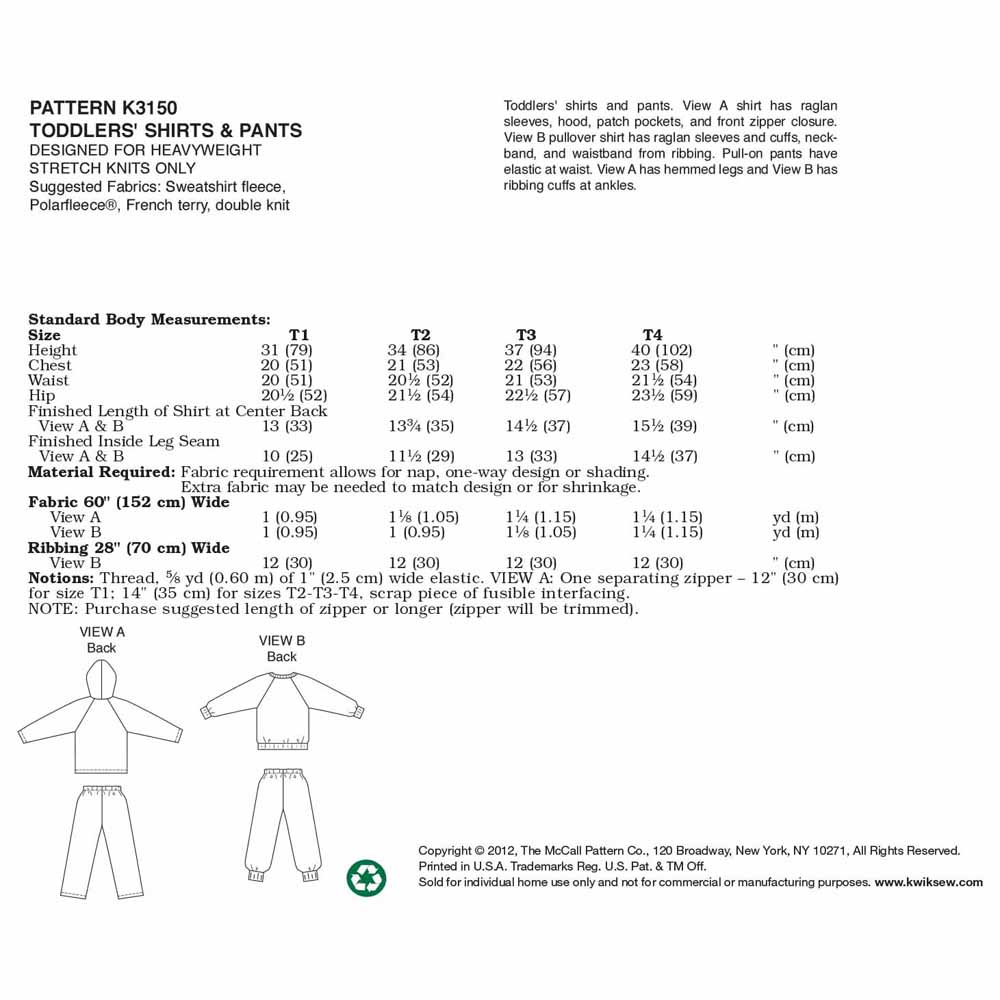 PATTERN K3150
TODDLERS' SHIRTS & PANTS
DESIGNED FOR HEAVYWEIGHT
STRETCH KNITS ONLY
Suggested Fabrics: Sweatshirt fleece,
Polarfleece®, French terry, double knit
Toddlers' shirts and pants. View A shirt has raglan
sleeves, hood, patch pockets, and front zipper closure.
View B pullover shirt has raglan sleeves and cuffs, neck-
band, and waistband from ribbing. Pull-on pants have
elastic at waist. View A has hemmed legs and View B has
ribbing cuffs at ankles.
Standard Body Measurements:
Size T1 T2 T3 T4
Height 31 (79) 34 (86) 37 (94) 40 (102) " (cm)
Chest 20 (51) 21 (53) 22 (56) 23 (58) " (cm)
Waist 20 (51) 20½ (52) 21 (53) 21½ (54) " (cm)
Hip 20½ (52) 21½ (54) 22½ (57) 23½ (59) " (cm)
Finished Length of Shirt at Center Back
View A & B 13 (33) 13¾ (35) 14½ (37) 15½ (39) " (cm)
Finished Inside Leg Seam
View A & B 10 (25) 11½ (29) 13 (33) 14½ (37) " (cm)
Material Required: Fabric requirement allows for nap, one-way design or shading.
Extra fabric may be needed to match design or for shrinkage.
Fabric 60" (152 cm) Wide
View A 1 (0.95) 1⅛ (1.05) 1¼ (1.15) 1¼ (1.15) yd (m)
View B 1 (0.95) 1 (0.95) 1⅛ (1.05) 1¼ (1.15) yd (m)
Ribbing 28" (70 cm) Wide
View B 12 (30) 12 (30) 12 (30) 12 (30) " (cm)
Notions: Thread, ⅝ yd (0.60 m) of 1" (2.5 cm) wide elastic. VIEW A: One separating zipper – 12" (30 cm)
for size T1; 14" (35 cm) for sizes T2-T3-T4, scrap piece of fusible interfacing.
NOTE: Purchase suggested length of zipper or longer (zipper will be trimmed).
VIEW A
Back
VIEW B
Back
Copyright © 2012, The McCall Pattern Co., 120 Broadway, New York, NY 10271, All Rights Reserved.
Printed in U.S.A. Trademarks Reg. U.S. Pat. & TM Off.
Sold for individual home use only and not for commercial or manufacturing purposes. www.kwiksew.com